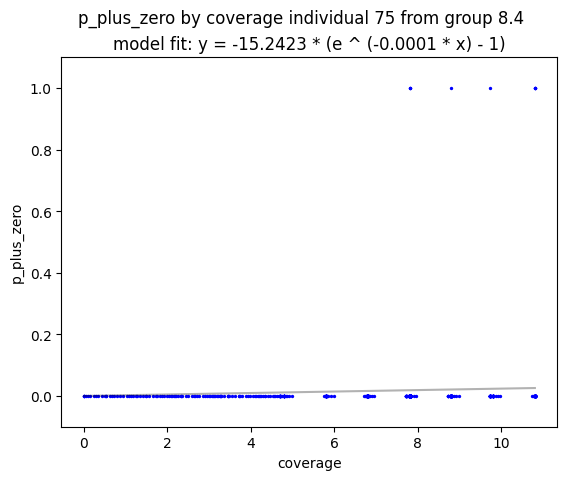 p_plus_zero by coverage individual 75 from group 8.4
model fit: y = -15.2423 * (e ^ (-0.0001 * x) - 1)
1.0
0.8
0.6
0.4
0.2
0.0
p_plus_zero
0 2 4 6 8 10
coverage